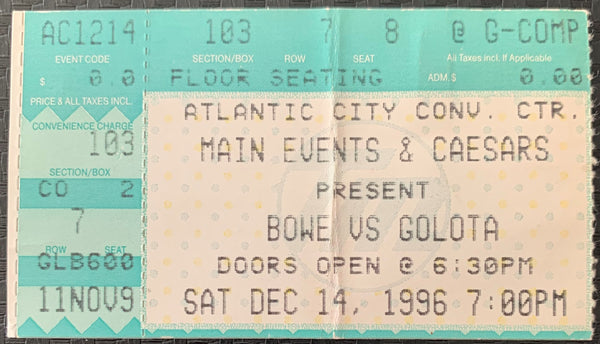 AC1214 103 7 8 @ G-COMP
EVENT CODE SECTION/BOX ROW SEAT All Taxes Incl. If Applicable
$ 0.0 FLOOR SEATING ADM.$ 0.00
PRICE & ALL TAXES INCL.
CONVENIENCE CHARGE
103
SECTION/BOX
CO 2
7
ROW SEAT
GLB600
11NOV9
ATLANTIC CITY CONV. CTR.
MAIN EVENTS & CAESARS
PRESENT
BOWE VS GOLOTA
DOORS OPEN @ 6:30PM
SAT DEC 14, 1996 7:00PM